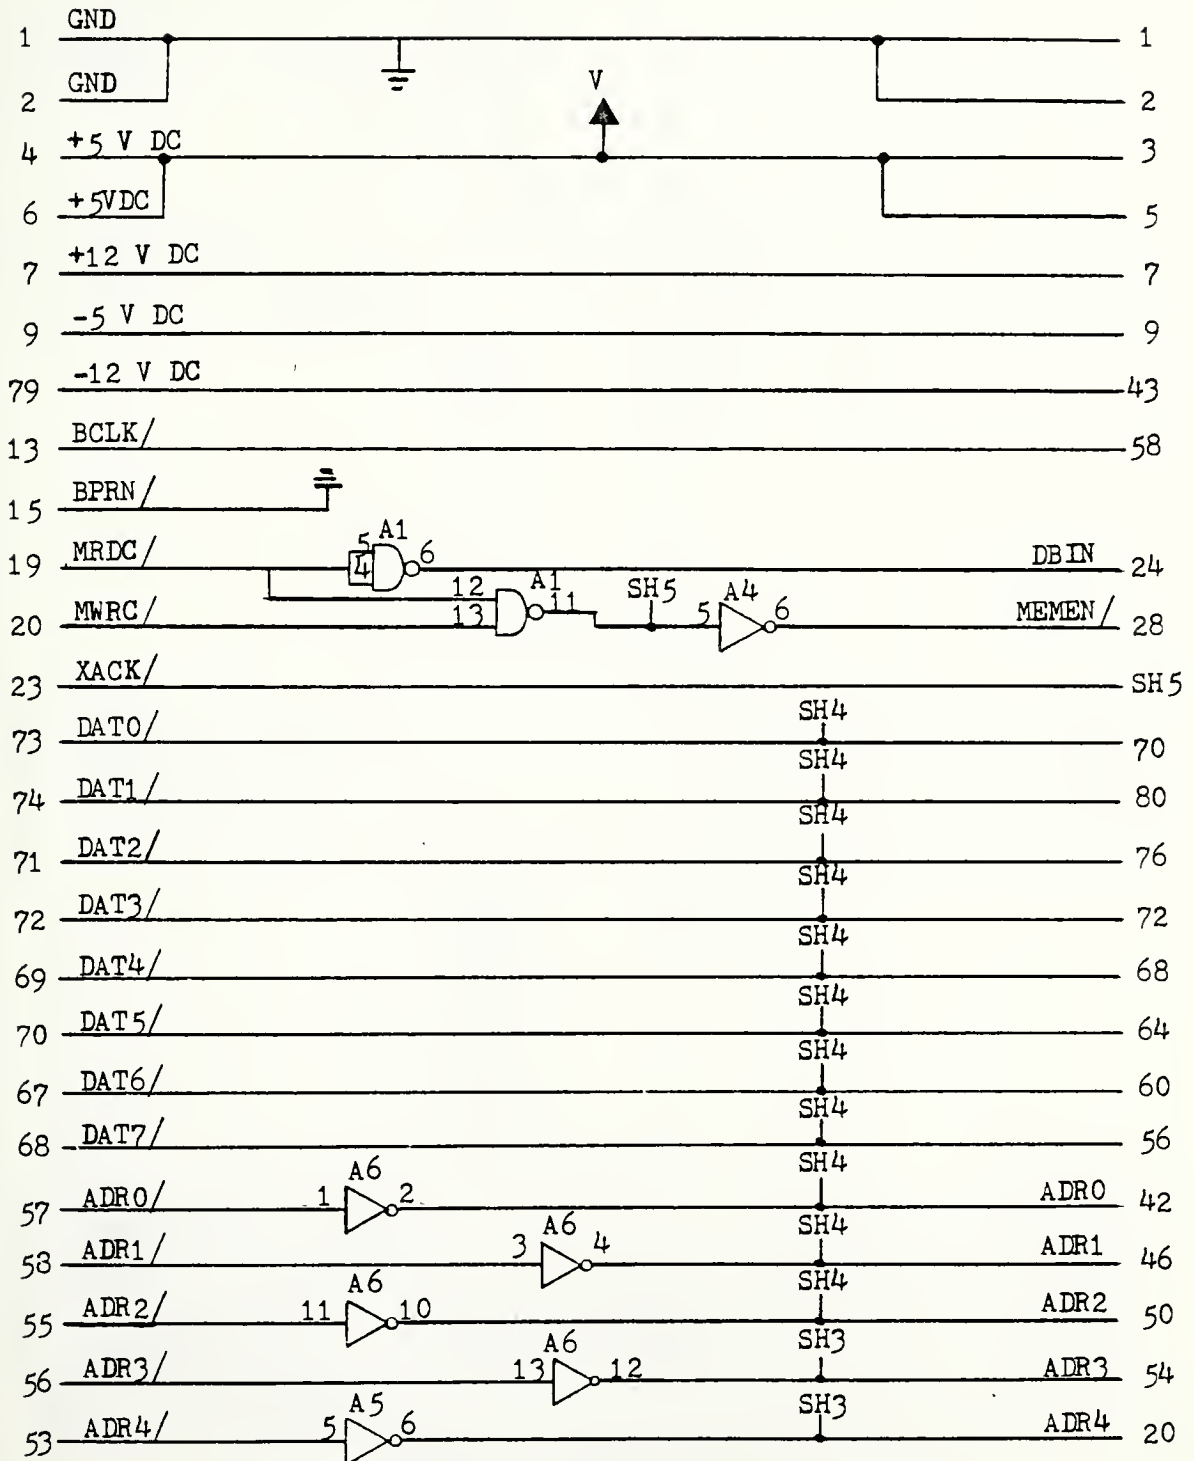 GND
1 1
GND
2 2
V
+5 V DC
4 3
+5VDC
6 5
+12 V DC
7 7
-5 V DC
9 9
-12 V DC
79 43
BCLK/
13 58
BPRN/
15
A1
MRDC/ 5 6 DBIN
19 4 24
12 A1 SH5 A4
MWRC/ 13 11 5 6 MEMEN/
20 28
XACK/
23 SH5
SH4
DAT0/
73 70
SH4
DAT1/
74 80
SH4
DAT2/
71 76
SH4
DAT3/
72 72
SH4
DAT4/
69 68
SH4
DAT5/
70 64
SH4
DAT6/
67 60
SH4
DAT7/
68 56
A6 SH4
ADR0/ 1 2 ADR0
57 42
A6 SH4
ADR1/ 3 4 ADR1
58 46
A6 SH4
ADR2/ 11 10 ADR2
55 50
A6 SH3
ADR3/ 13 12 ADR3
56 54
A5 SH3
ADR4/ 5 6 ADR4
53 20